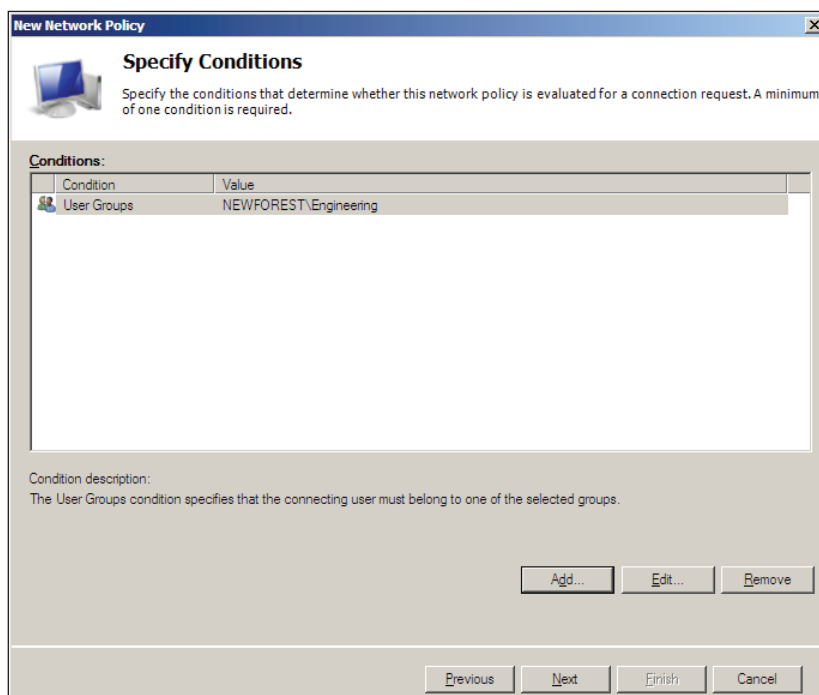 New Network Policy
Specify Conditions
Specify the conditions that determine whether this network policy is evaluated for a connection request. A minimum
of one condition is required.
Conditions:
Condition Value
User Groups NEWFOREST\Engineering
Condition description:
The User Groups condition specifies that the connecting user must belong to one of the selected groups.
Add... Edit... Remove
Previous Next Finish Cancel